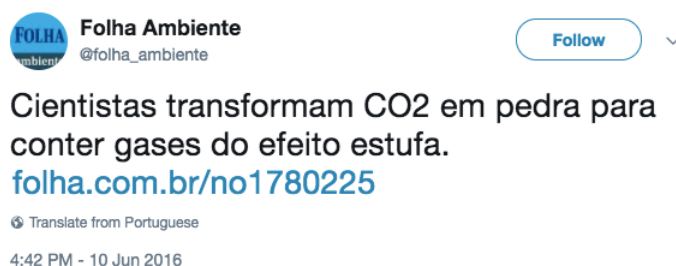 FOLHA
ambiente
Folha Ambiente
@folha_ambiente
Follow
Cientistas transformam CO2 em pedra para
conter gases do efeito estufa.
folha.com.br/no1780225
Translate from Portuguese
4:42 PM - 10 Jun 2016